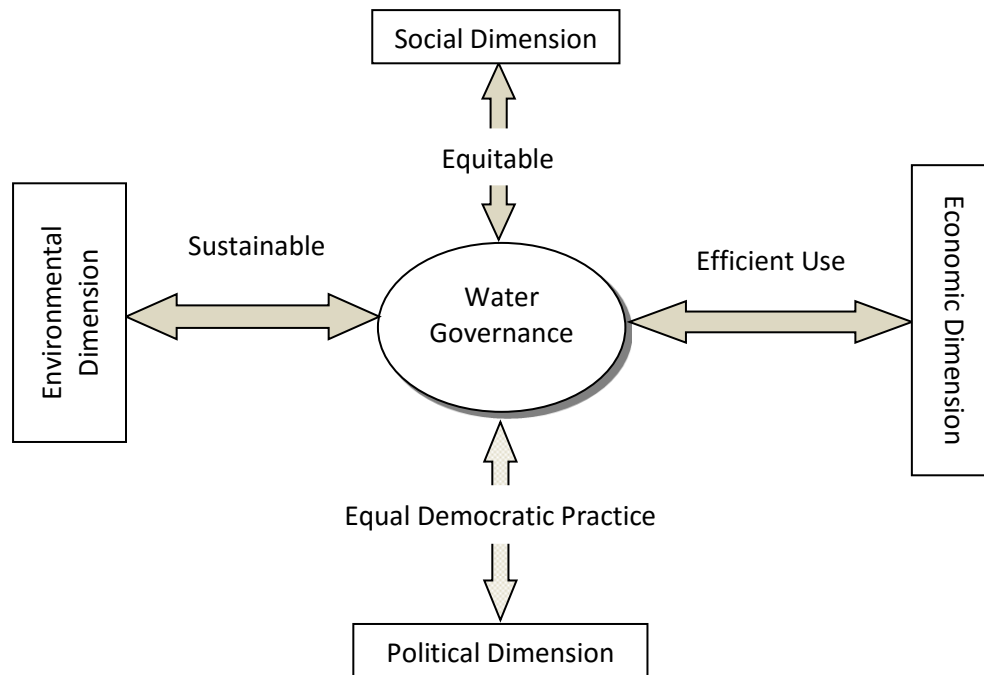 Social Dimension
Equitable
Environmental
Dimension
Sustainable
Water
Governance
Efficient Use
Economic Dimension
Equal Democratic Practice
Political Dimension